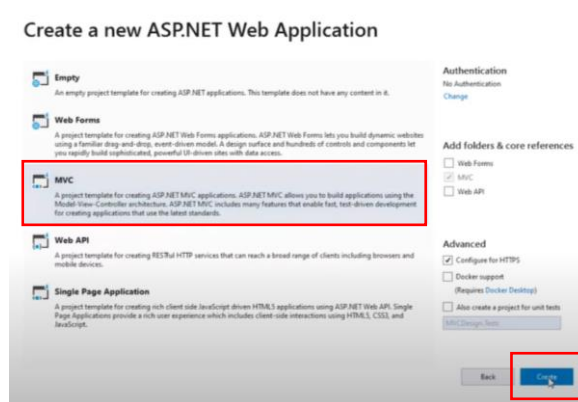 Create a new ASP.NET Web Application
Empty
An empty project template for creating ASP.NET applications. This template does not have any content in it.
Web Forms
A project template for creating ASP.NET Web Forms applications. ASP.NET Web Forms lets you build dynamic websites
using a familiar drag-and-drop, event-driven model. A design surface and hundreds of controls and components let
you rapidly build sophisticated, powerful UI-driven sites with data access.
MVC
A project template for creating ASP.NET MVC applications. ASP.NET MVC allows you to build applications using the
Model-View-Controller architecture. ASP.NET MVC includes many features that enable fast, test-driven development
for creating applications that use the latest standards.
Web API
A project template for creating RESTful HTTP services that can reach a broad range of clients including browsers and
mobile devices.
Single Page Application
A project template for creating rich client side JavaScript driven HTML5 applications using ASP.NET Web API. Single
Page Applications provide a rich user experience which includes client-side interactions using HTML5, CSS3, and
JavaScript.
Authentication
No Authentication
Change
Add folders & core references
Web Forms
MVC
Web API
Advanced
Configure for HTTPS
Docker support
(Requires Docker Desktop)
Also create a project for unit tests
MVCDesign.Tests
Back
Create